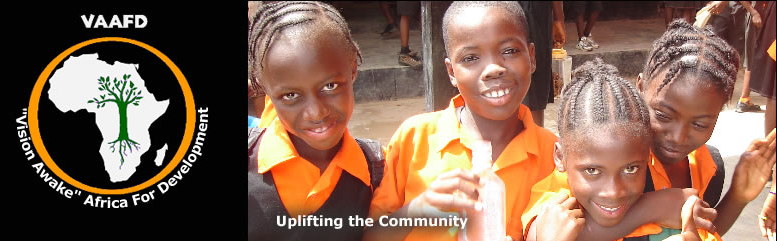 VAAFD
"Vision Awake" Africa For Development
Uplifting the Community